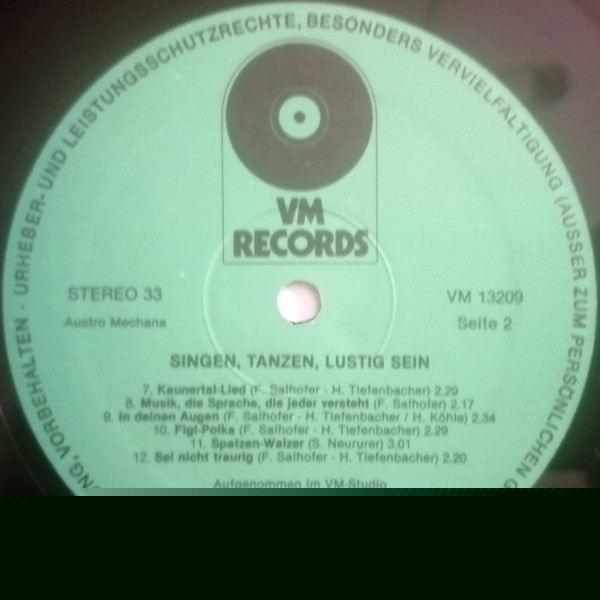 ONG, VORBEHALTEN · URHEBER- UND LEISTUNGSSCHUTZRECHTE, BESONDERS VERVIELFÄLTIGUNG (AUSSER ZUM PERSÖNLICHEN G
VM
RECORDS
STEREO 33
VM 13209
Austro Mechana
Seite 2
SINGEN, TANZEN, LUSTIG SEIN
7. Kaunertal-Lied (F. Salhofer - H. Tiefenbacher) 2.29
8. Musik, die Sprache, die jeder versteht (F. Salhofer) 2.17
9. In deinen Augen (F. Salhofer - H. Tiefenbacher / H. Köhle) 2.34
10. Figl-Polka (F. Salhofer - H. Tiefenbacher) 2.29
11. Spatzen-Walzer (S. Neururer) 3.01
12. Sei nicht traurig (F. Salhofer - H. Tiefenbacher) 2.20
Aufgenommen im VM-Studio